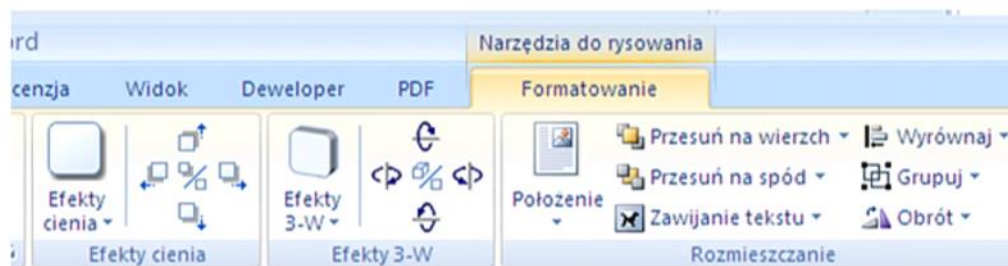 ord
Narzędzia do rysowania
cenzja Widok Deweloper PDF Formatowanie
Efekty cienia
Efekty 3-W
Położenie
Przesuń na wierzch
Przesuń na spód
Zawijanie tekstu
Wyrównaj
Grupuj
Obrót
Efekty cienia Efekty 3-W Rozmieszczanie